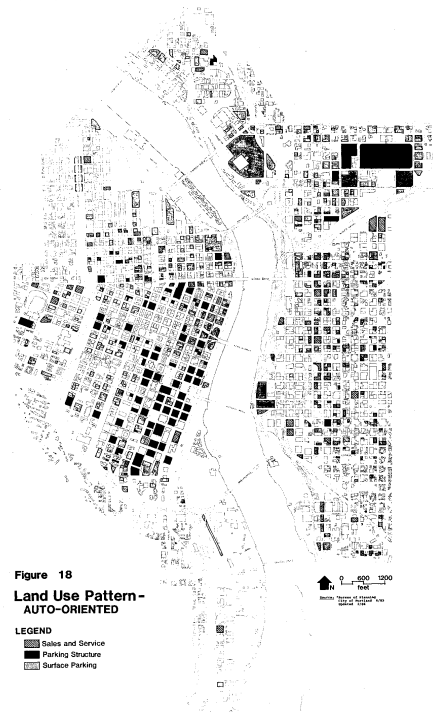 Figure 18
Land Use Pattern-
AUTO-ORIENTED
LEGEND
Sales and Service
Parking Structure
Surface Parking
N
0 600 1200
feet
Source: Bureau of Planning
City of Portland
Updated